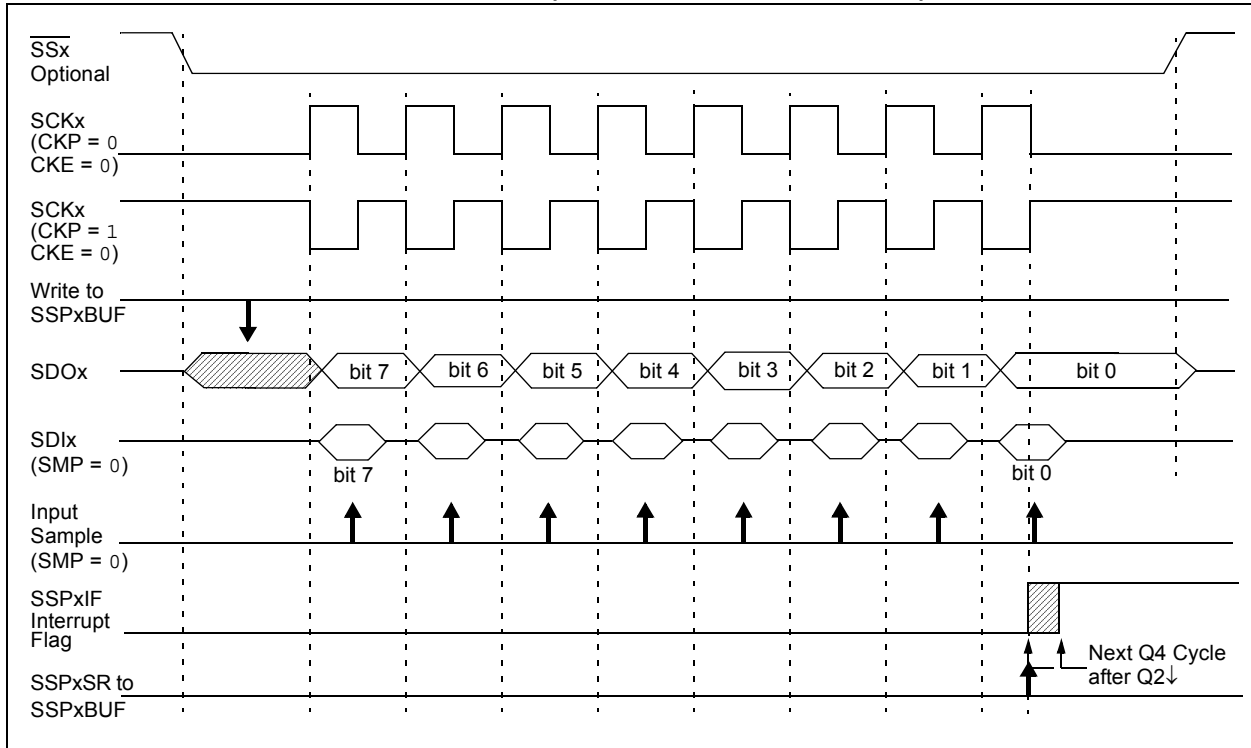 SSx
Optional
SCKx
(CKP = 0
CKE = 0)
SCKx
(CKP = 1
CKE = 0)
Write to
SSPxBUF
SDOx
bit 7
bit 6
bit 5
bit 4
bit 3
bit 2
bit 1
bit 0
SDIx
(SMP = 0)
bit 7
bit 0
Input
Sample
(SMP = 0)
SSPxIF
Interrupt
Flag
Next Q4 Cycle
after Q2↓
SSPxSR to
SSPxBUF